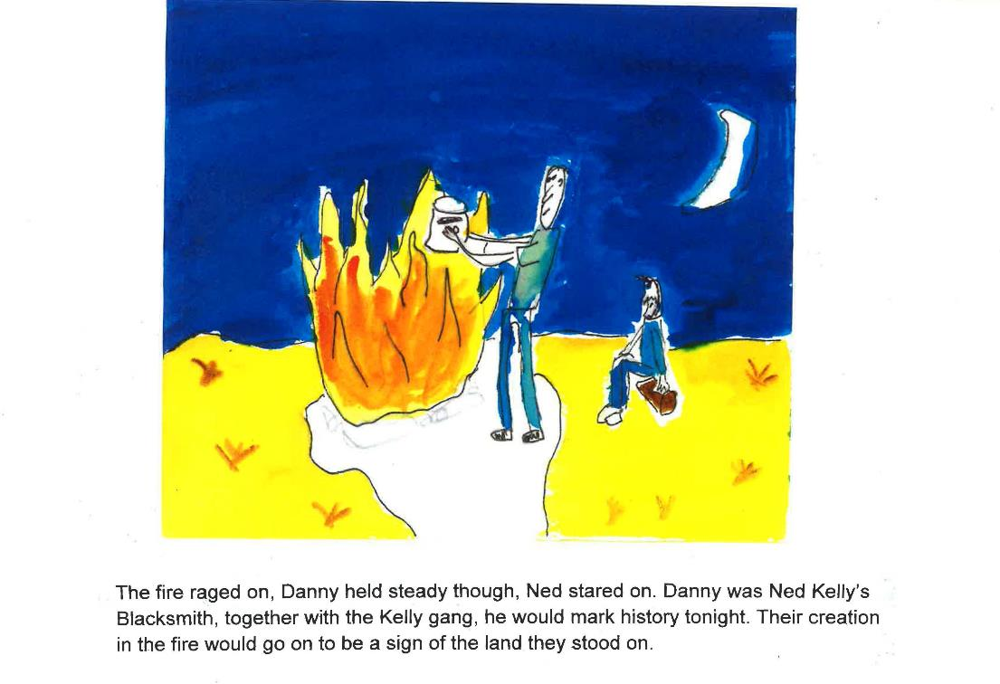 The fire raged on, Danny held steady though, Ned stared on. Danny was Ned Kelly's
Blacksmith, together with the Kelly gang, he would mark history tonight. Their creation
in the fire would go on to be a sign of the land they stood on.